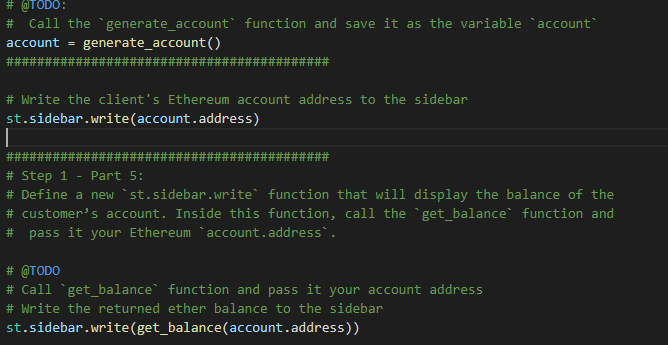 # @TODO:
#  Call the `generate_account` function and save it as the variable `account`
account = generate_account()
##########################################
# Write the client's Ethereum account address to the sidebar
st.sidebar.write(account.address)
##########################################
# Step 1 - Part 5:
# Define a new `st.sidebar.write` function that will display the balance of the
# customer’s account. Inside this function, call the `get_balance` function and
#  pass it your Ethereum `account.address`.
# @TODO
# Call `get_balance` function and pass it your account address
# Write the returned ether balance to the sidebar
st.sidebar.write(get_balance(account.address))